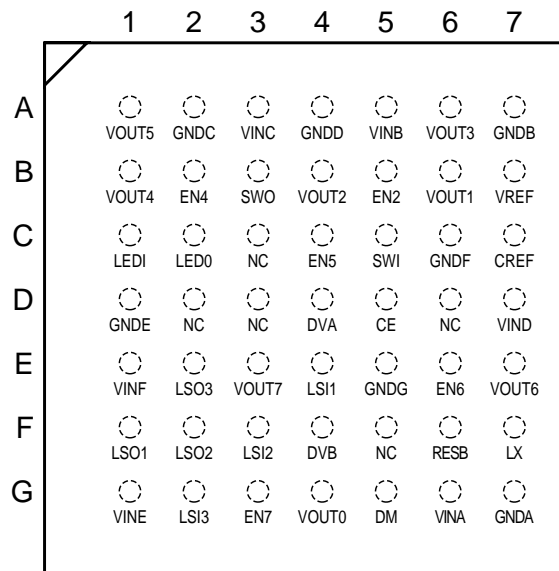 1 2 3 4 5 6 7
A
VOUT5 GNDC VINC GNDD VINB VOUT3 GNDB
B
VOUT4 EN4 SWO VOUT2 EN2 VOUT1 VREF
C
LEDI LED0 NC EN5 SWI GNDF CREF
D
GNDE NC NC DVA CE NC VIND
E
VINF LSO3 VOUT7 LSI1 GNDG EN6 VOUT6
F
LSO1 LSO2 LSI2 DVB NC RESB LX
G
VINE LSI3 EN7 VOUT0 DM VINA GNDA